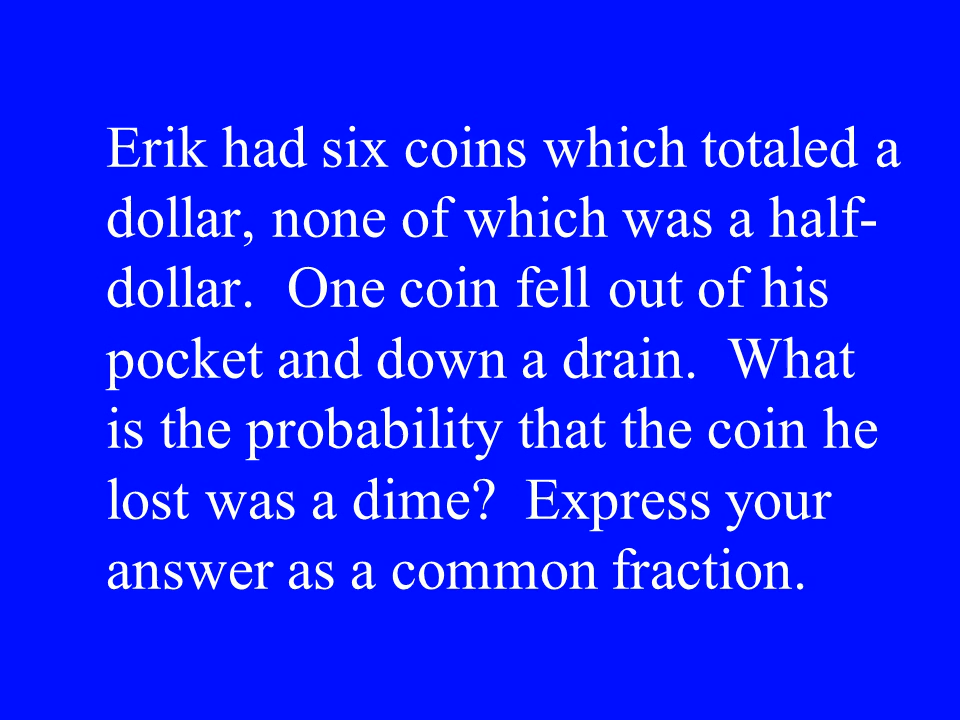 Erik had six coins which totaled a
dollar, none of which was a half-
dollar.  One coin fell out of his
pocket and down a drain.  What
is the probability that the coin he
lost was a dime?  Express your
answer as a common fraction.